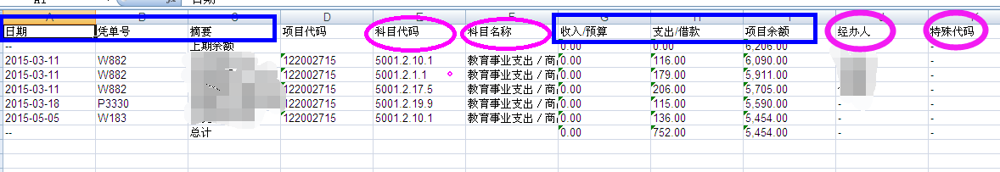 A B C D E F G H I J K
日期 凭单号 摘要 项目代码 科目代码 科目名称 收入/预算 支出/借款 项目余额 经办人 特殊代码
-- 上期余额 0.00 0.00 6,206.00 -
2015-03-11 W882 122002715 5001.2.10.1 教育事业支出/商 0.00 116.00 6,090.00 -
2015-03-11 W882 122002715 5001.2.1.1 教育事业支出/商 0.00 179.00 5,911.00 -
2015-03-11 W882 122002715 5001.2.17.5 教育事业支出/商 0.00 206.00 5,705.00 -
2015-03-18 P3330 122002715 5001.2.19.9 教育事业支出/商 0.00 115.00 5,590.00 -
2015-05-05 W183 122002715 5001.2.10.1 教育事业支出/商 0.00 136.00 5,454.00 - -
-- 总计 0.00 752.00 5,454.00 - -